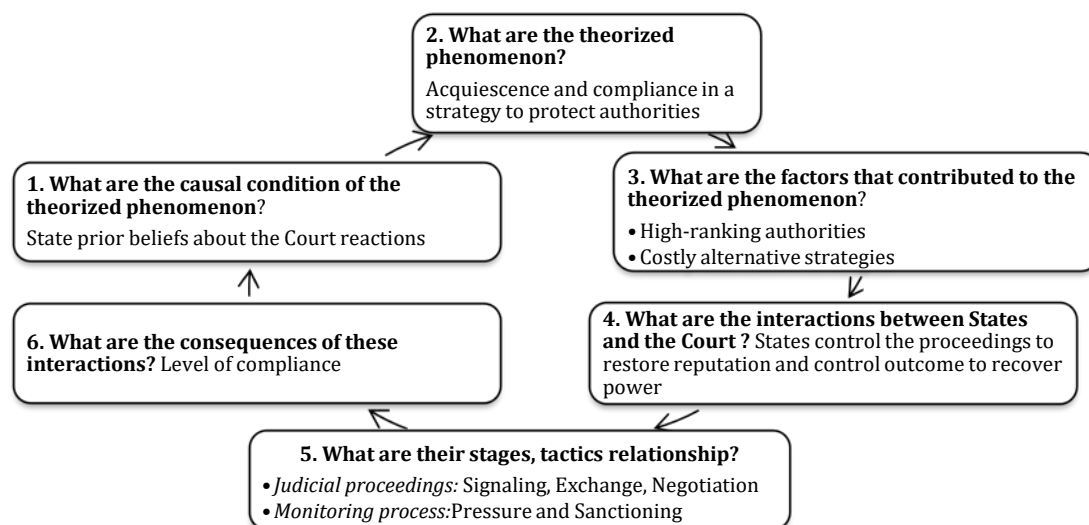 2. What are the theorized
phenomenon?
Acquiescence and compliance in a
strategy to protect authorities
1. What are the causal condition of the
theorized phenomenon?
State prior beliefs about the Court reactions
3. What are the factors that contributed to the
theorized phenomenon?
• High-ranking authorities
• Costly alternative strategies
6. What are the consequences of these
interactions? Level of compliance
4. What are the interactions between States
and the Court ? States control the proceedings to
restore reputation and control outcome to recover
power
5. What are their stages, tactics relationship?
• Judicial proceedings: Signaling, Exchange, Negotiation
• Monitoring process:Pressure and Sanctioning